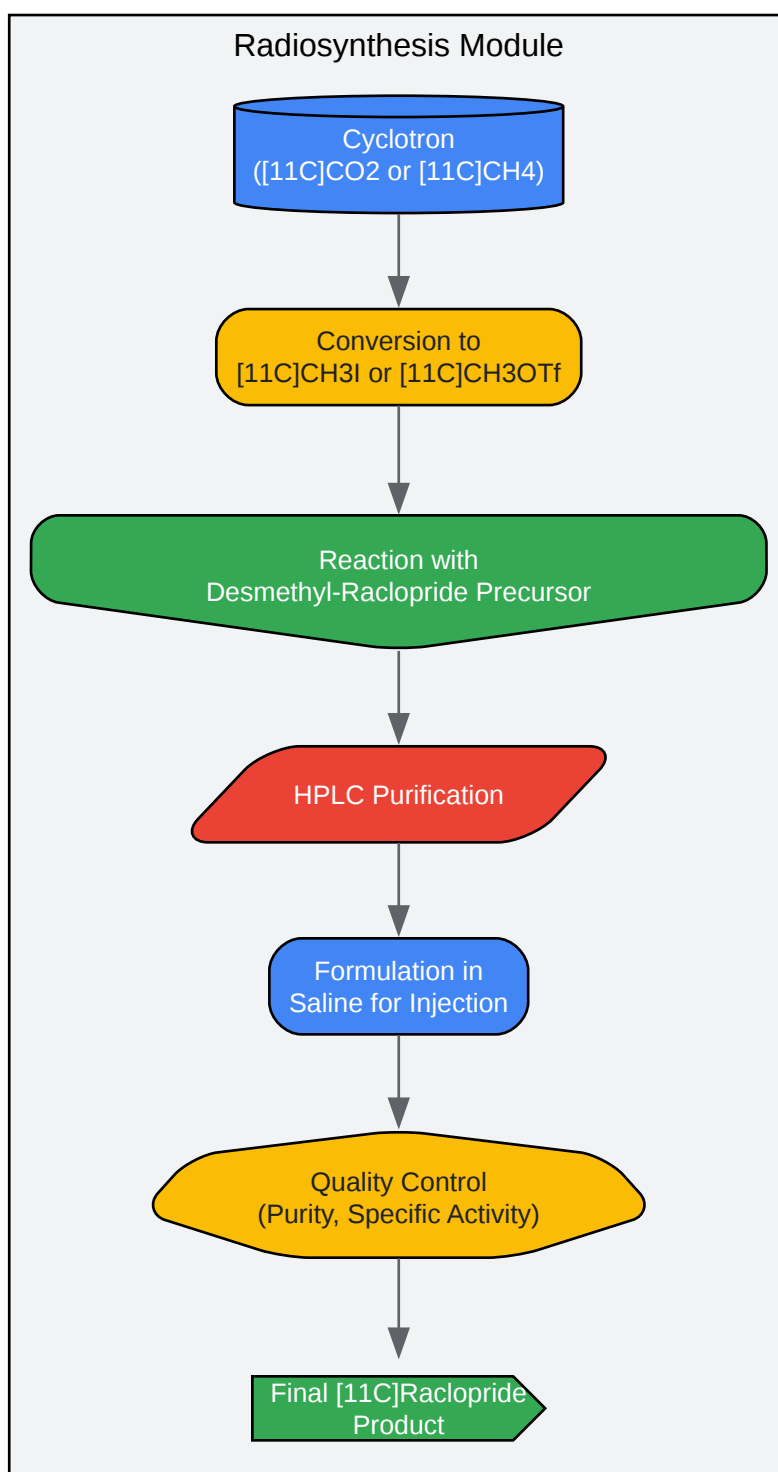 Radiosynthesis Module
Cyclotron
([11C]CO2 or [11C]CH4)
Conversion to
[11C]CH3I or [11C]CH3OTf
Reaction with
Desmethyl-Raclopride Precursor
HPLC Purification
Formulation in
Saline for Injection
Quality Control
(Purity, Specific Activity)
Final [11C]Raclopride
Product